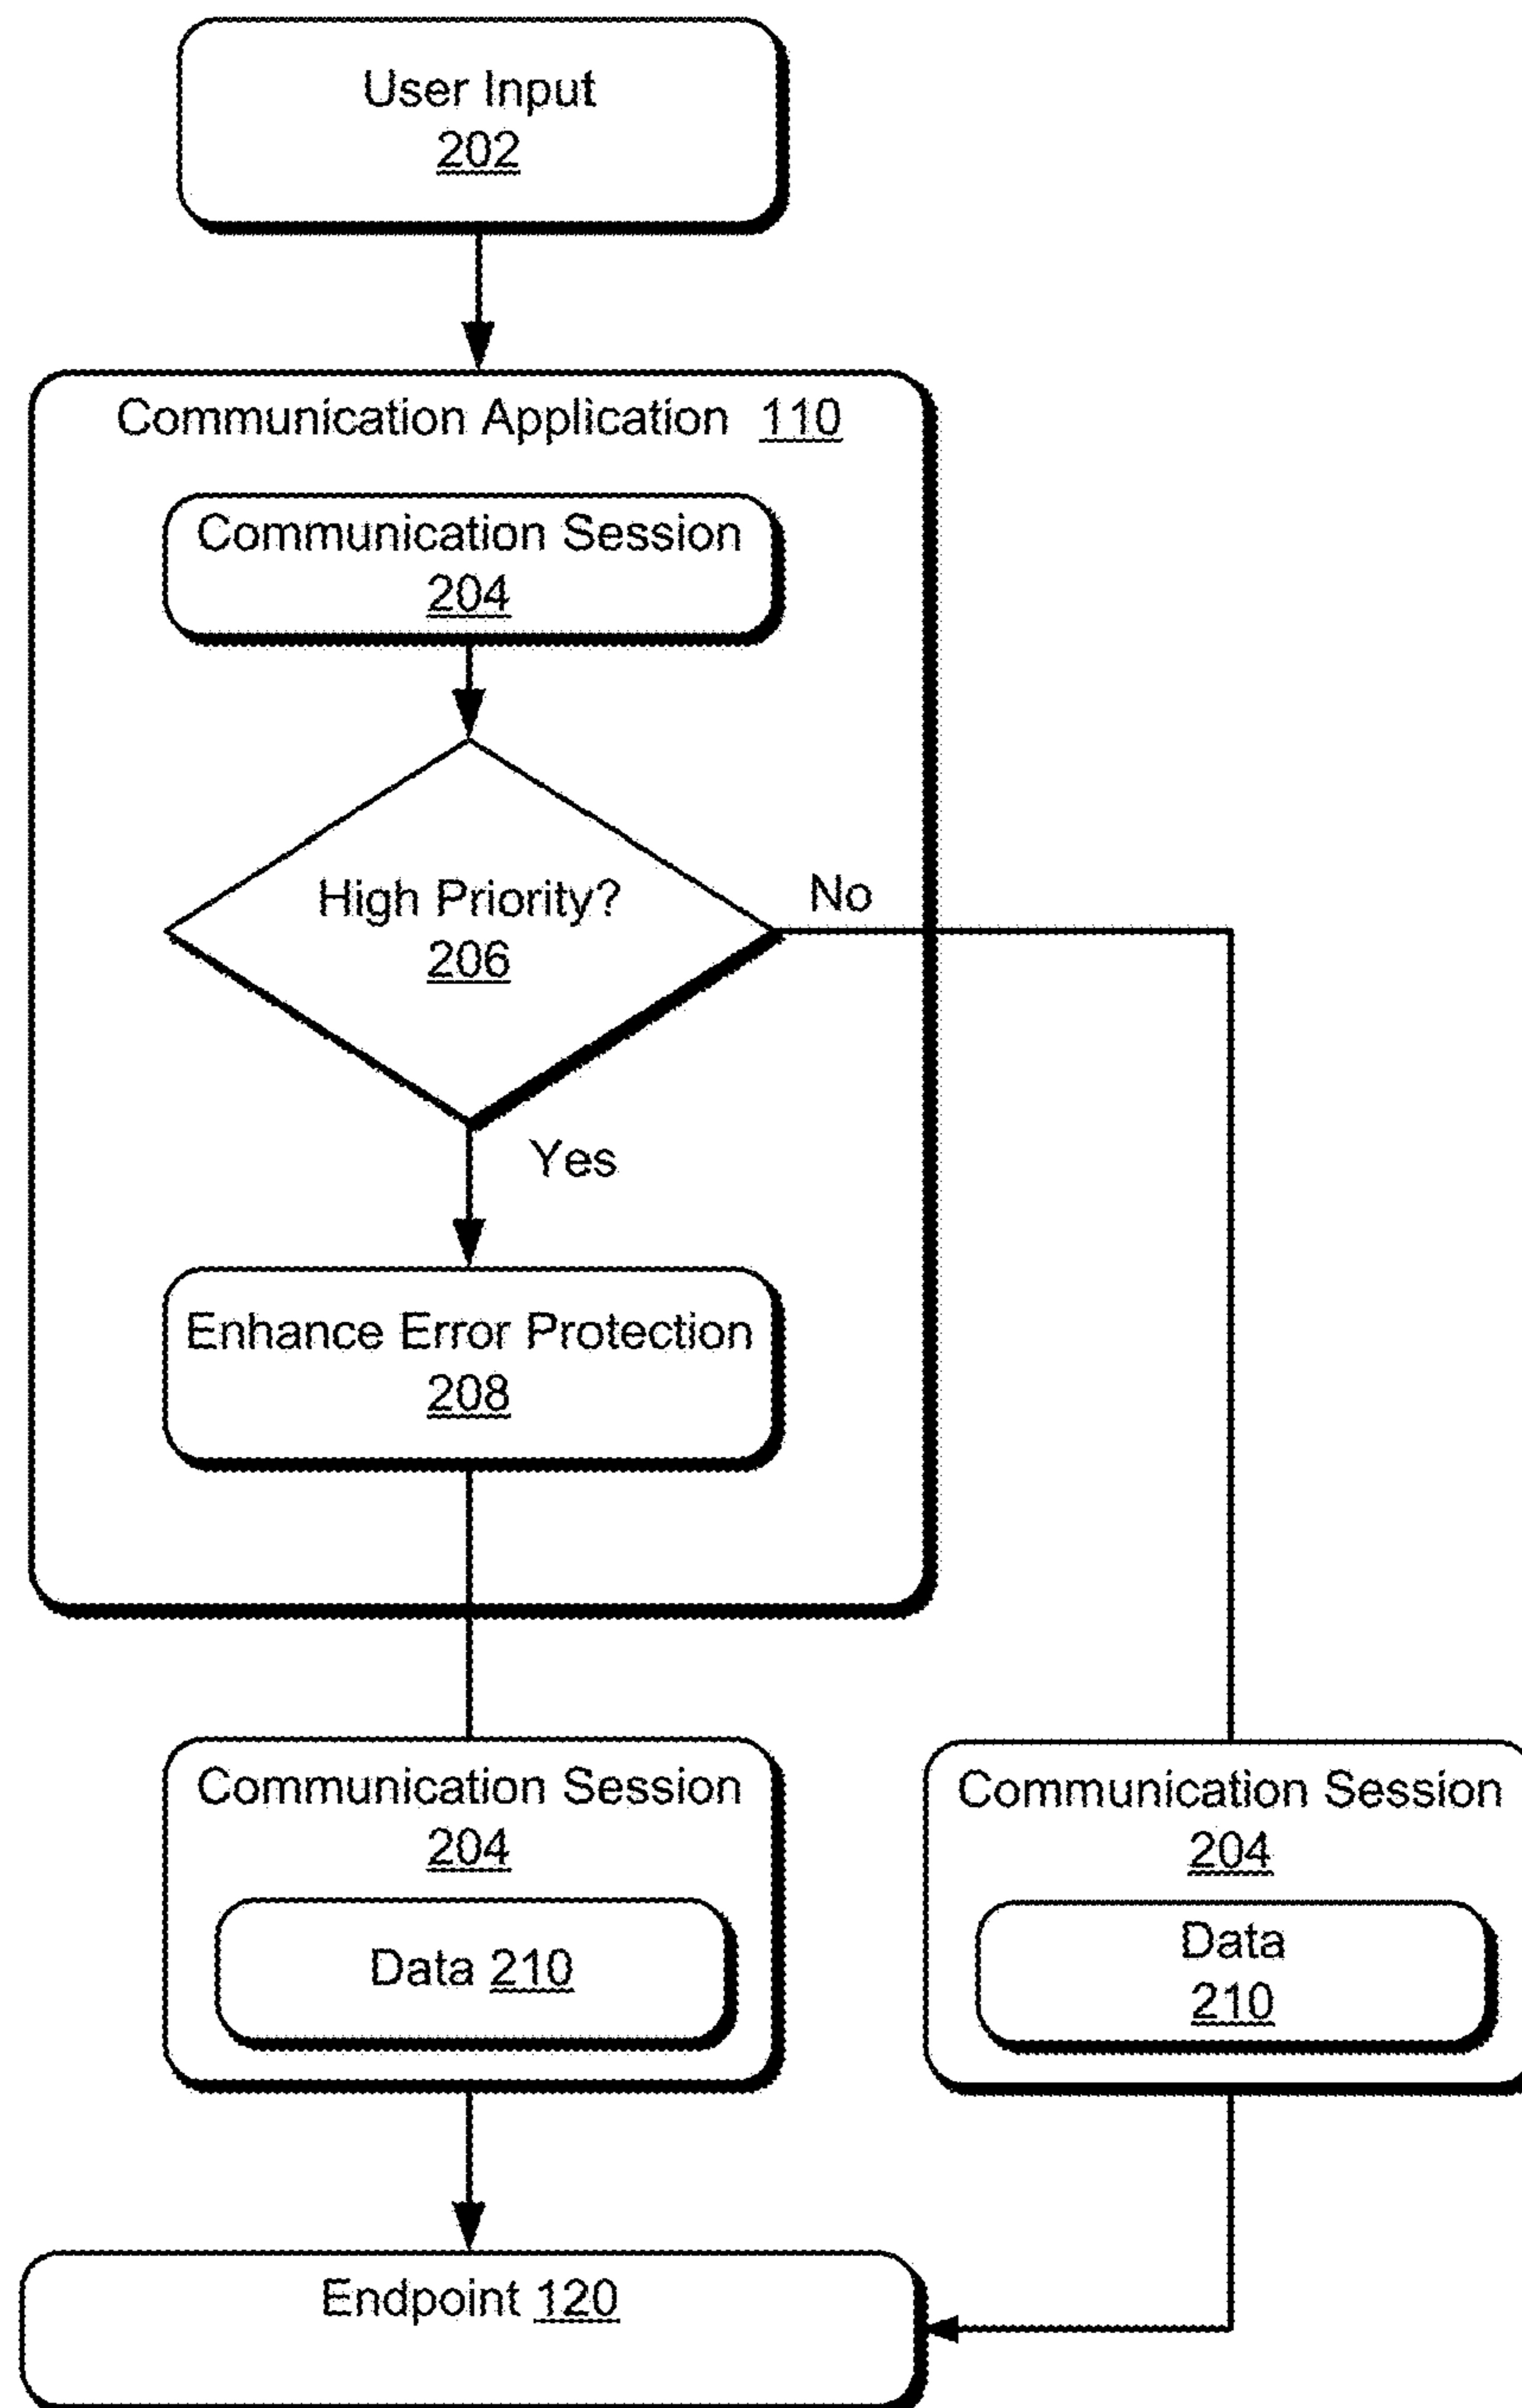 User Input
202
Communication Application 110
Communication Session
204
High Priority?
206
No
Yes
Enhance Error Protection
208
Communication Session
204
Data 210
Communication Session
204
Data
210
Endpoint 120